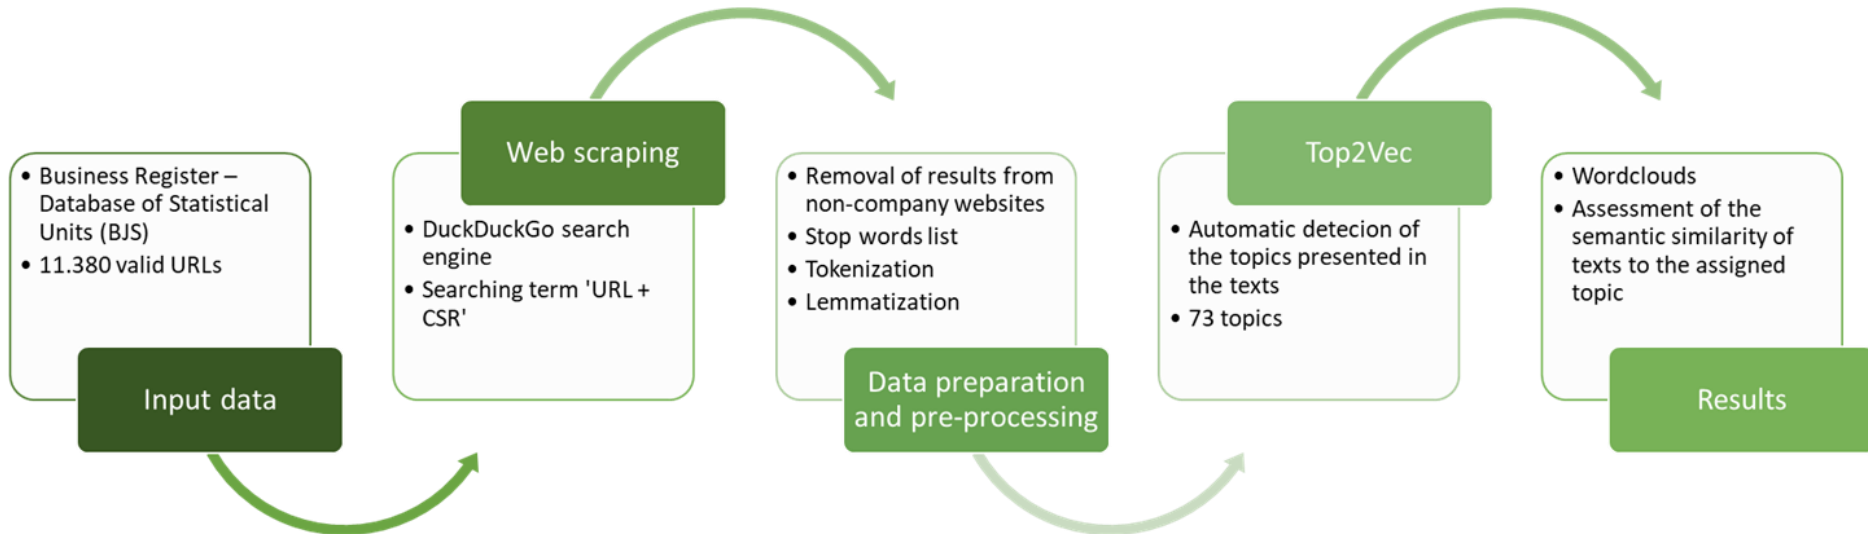 • Business Register –
Database of Statistical
Units (BJS)
• 11.380 valid URLs
Input data
Web scraping
• DuckDuckGo search
engine
• Searching term 'URL +
CSR'
• Removal of results from
non-company websites
• Stop words list
• Tokenization
• Lemmatization
Data preparation
and pre-processing
Top2Vec
• Automatic detecion of
the topics presented in
the texts
• 73 topics
• Wordclouds
• Assessment of the
semantic similarity of
texts to the assigned
topic
Results